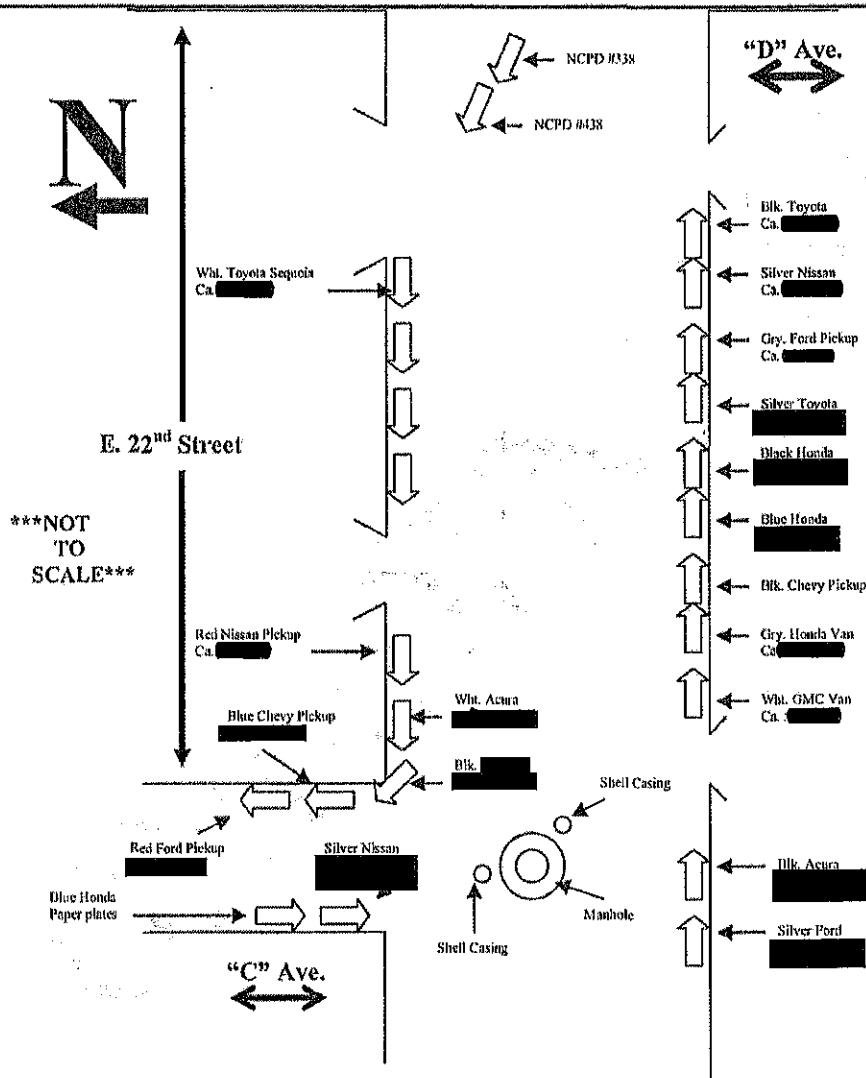 "D" Ave.
NCPD #338
NCPD #438
N
Blk. Toyota
Ca.
Silver Nissan
Ca.
Wht. Toyota Sequoia
Ca.
Gry. Ford Pickup
Ca.
Silver Toyota
E. 22nd Street
Black Honda
***NOT
TO
SCALE***
Blue Honda
Blk. Chevy Pickup
Red Nissan Pickup
Ca.
Gry. Honda Van
Ca
Blue Chevy Pickup
Wht. Acura
Wht. GMC Van
Ca.
Blk.
Shell Casing
Red Ford Pickup
Silver Nissan
Blk. Acura
Blue Honda
Paper plates
Manhole
Silver Ford
Shell Casing
"C" Ave.